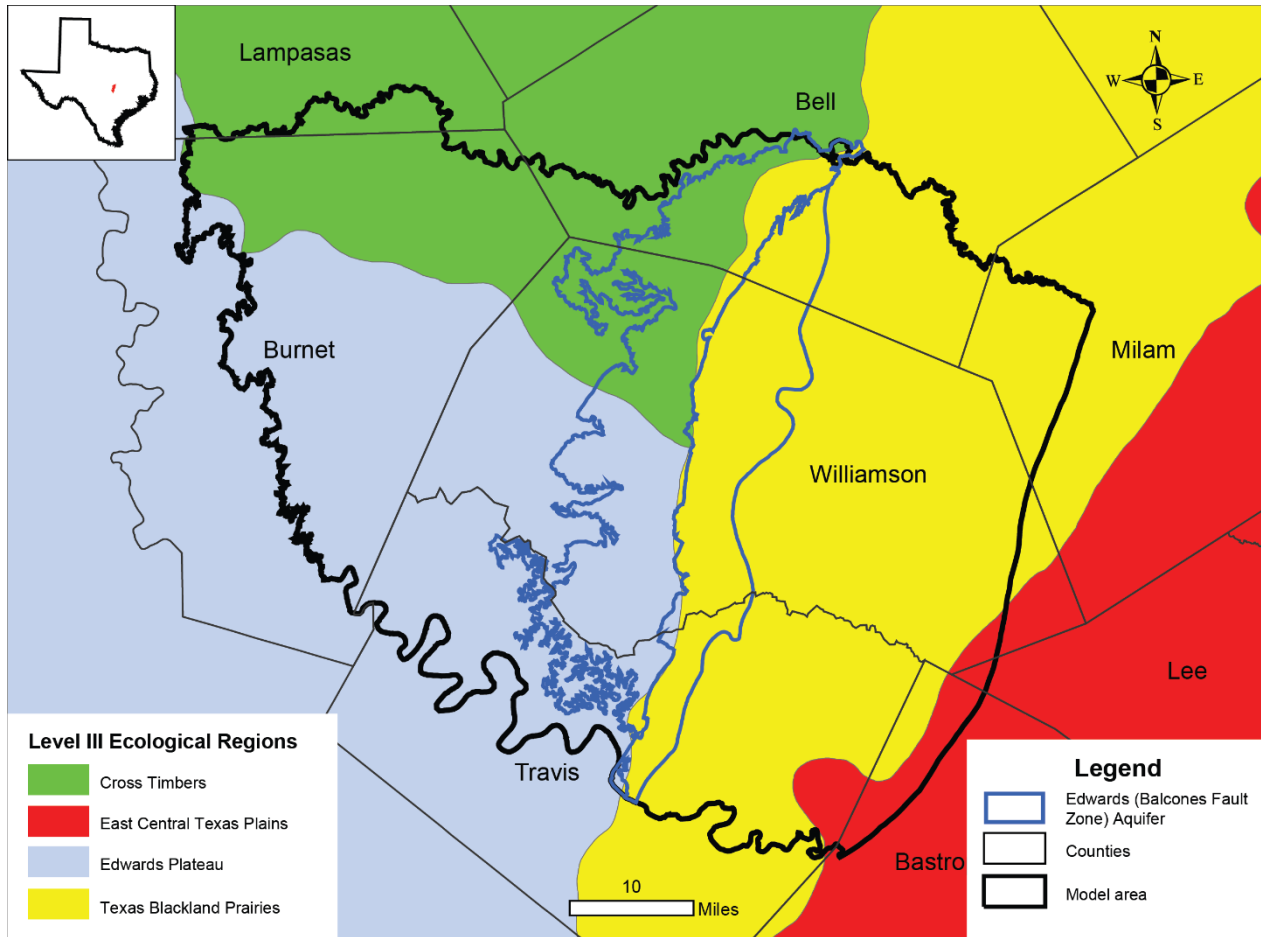 Lampasas
Bell
N
W E
S
Burnet
Milam
Williamson
Lee
Travis
Bastro
Level III Ecological Regions
Cross Timbers
East Central Texas Plains
Edwards Plateau
Texas Blackland Prairies
10
Miles
Legend
Edwards (Balcones Fault
Zone) Aquifer
Counties
Model area